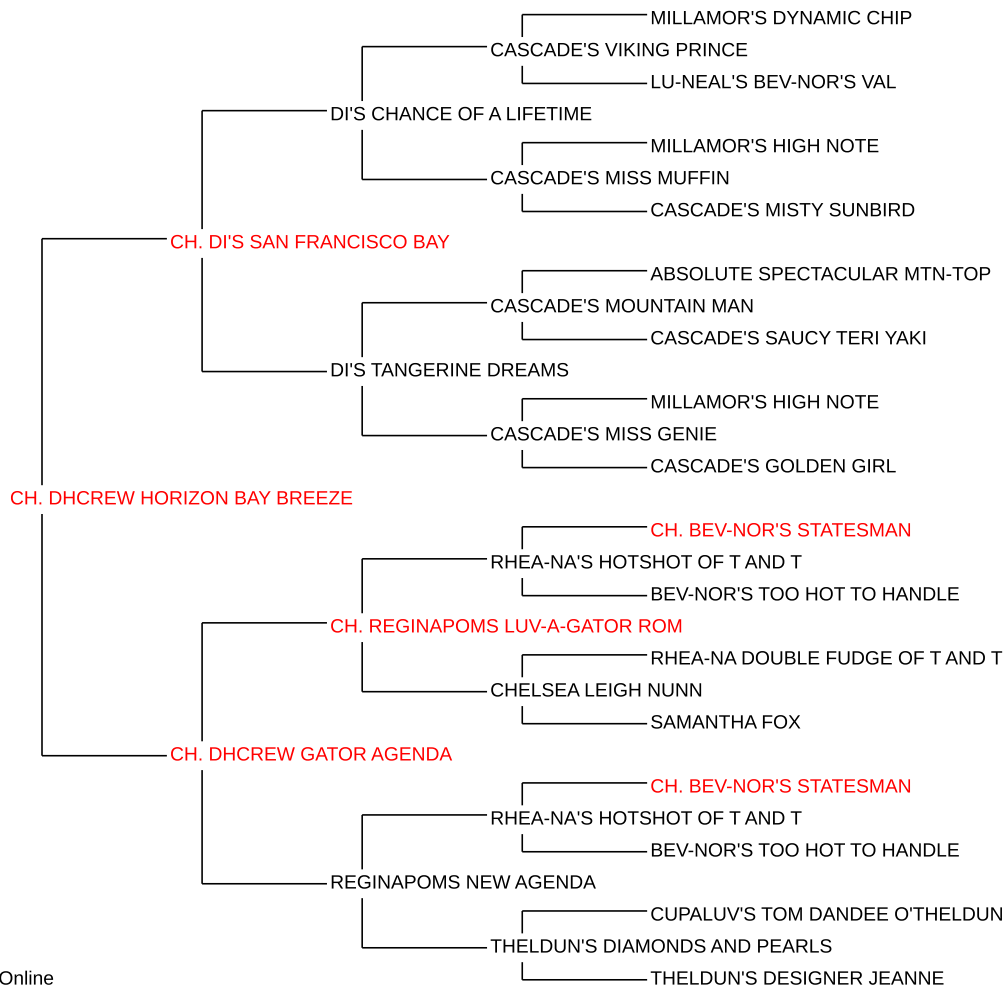 MILLAMOR'S DYNAMIC CHIP
CASCADE'S VIKING PRINCE
LU-NEAL'S BEV-NOR'S VAL
DI'S CHANCE OF A LIFETIME
MILLAMOR'S HIGH NOTE
CASCADE'S MISS MUFFIN
CASCADE'S MISTY SUNBIRD
CH. DI'S SAN FRANCISCO BAY
ABSOLUTE SPECTACULAR MTN-TOP
CASCADE'S MOUNTAIN MAN
CASCADE'S SAUCY TERI YAKI
DI'S TANGERINE DREAMS
MILLAMOR'S HIGH NOTE
CASCADE'S MISS GENIE
CASCADE'S GOLDEN GIRL
CH. DHCREW HORIZON BAY BREEZE
CH. BEV-NOR'S STATESMAN
RHEA-NA'S HOTSHOT OF T AND T
BEV-NOR'S TOO HOT TO HANDLE
CH. REGINAPOMS LUV-A-GATOR ROM
RHEA-NA DOUBLE FUDGE OF T AND T
CHELSEA LEIGH NUNN
SAMANTHA FOX
CH. DHCREW GATOR AGENDA
CH. BEV-NOR'S STATESMAN
RHEA-NA'S HOTSHOT OF T AND T
BEV-NOR'S TOO HOT TO HANDLE
REGINAPOMS NEW AGENDA
CUPALUV'S TOM DANDEE O'THELDUN
THELDUN'S DIAMONDS AND PEARLS
THELDUN'S DESIGNER JEANNE
Online